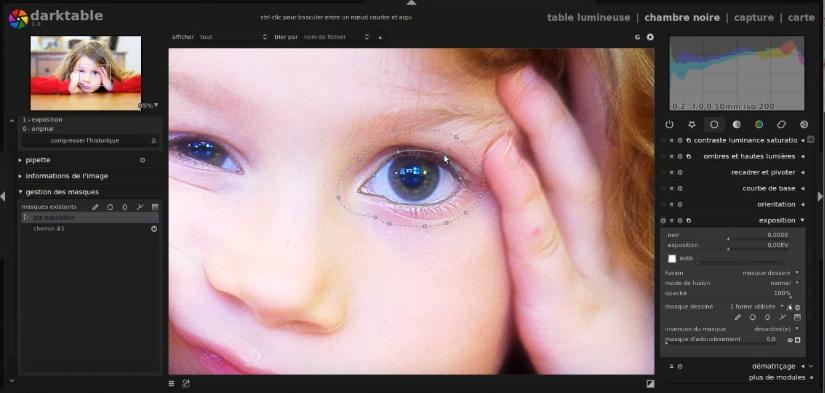 darktable
1.4
ctrl-clic pour basculer entre un nœud courbe et aigu
table lumineuse | chambre noire | capture | carte
afficher tout trier par nom de fichier
G
0,2" f/0,0 50mm iso 200
1 - exposition
0 - original
compresser l'historique
pipette
informations de l'image
gestion des masques
masques existants
grp exposition
chemin #1
contraste luminance saturatio
ombres et hautes lumières
recadrer et pivoter
courbe de base
orientation
exposition
noir 0,0000
exposition 0,00EV
auto
fusion masque dessiné
mode de fusion normal
opacité 100%
masque dessiné 1 forme utilisée
inversion du masque désactivé(e)
masque d'adoucissement 0,0
dématriçage
plus de modules